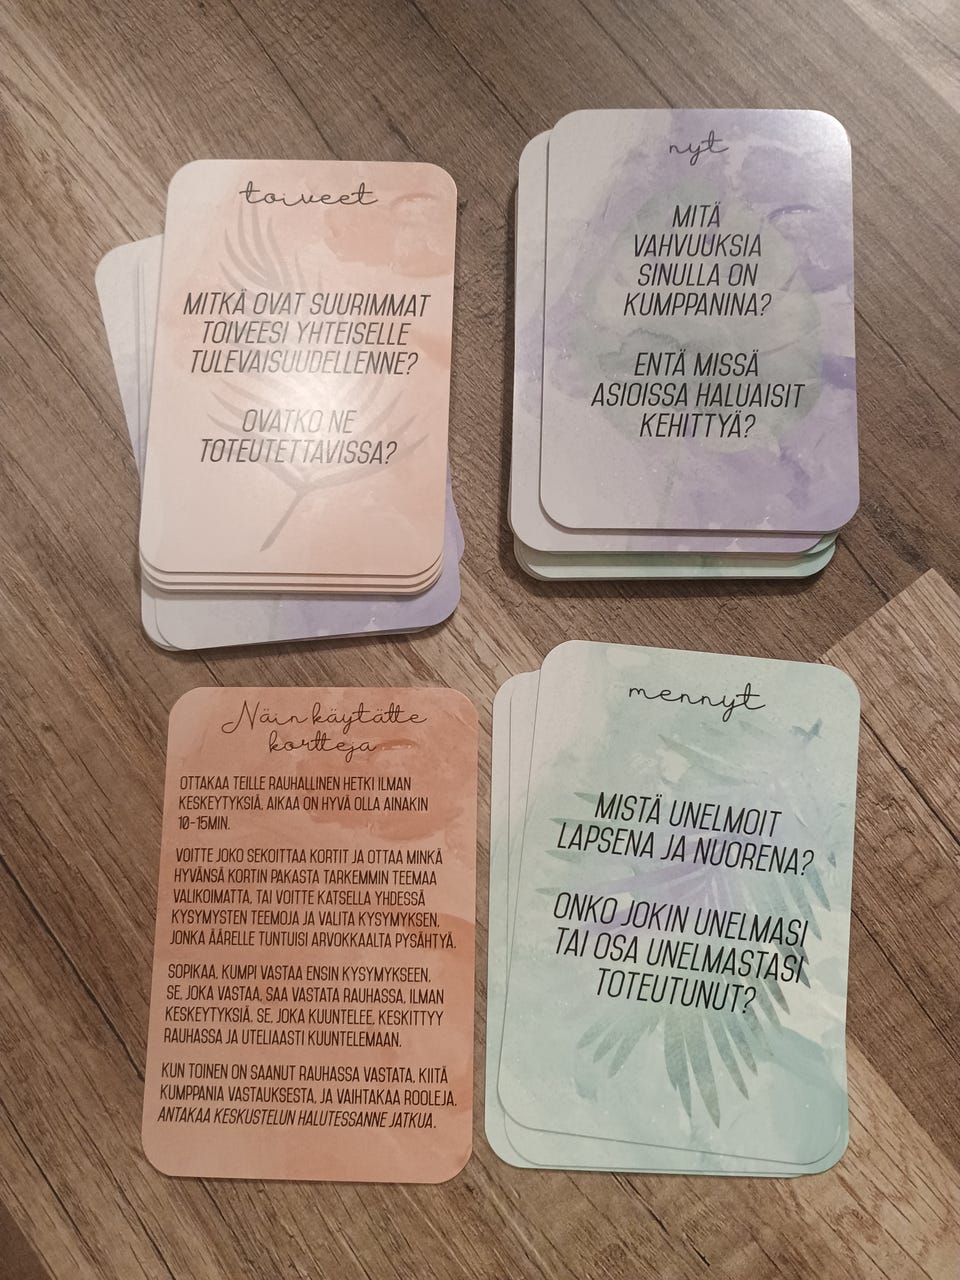 toiveet
MITKÄ OVAT SUURIMMAT
TOIVEESI YHTEISELLE
TULEVAISUUDELLENNE?
OVATKO NE
TOTEUTETTAVISSA?
nyt
MITÄ
VAHVUUKSIA
SINULLA ON
KUMPPANINA?
ENTÄ MISSÄ
ASIOISSA HALUAISIT
KEHITTYÄ?
Näin käytätte
kortteja
OTTAKAA TEILLE RAUHALLINEN HETKI ILMAN
KESKEYTYKSIÄ, AIKAA ON HYVÄ OLLA AINAKIN
10-15MIN.
VOITTE JOKO SEKOITTAA KORTIT JA OTTAA MINKÄ
HYVÄNSÄ KORTIN PAKASTA TARKEMMIN TEEMAA
VALIKOIMATTA, TAI VOITTE KATSELLA YHDESSÄ
KYSYMYSTEN TEEMOJA JA VALITA KYSYMYKSEN,
JONKA ÄÄRELLE TUNTUISI ARVOKKAALTA PYSÄHTYÄ.
SOPIKAA, KUMPI VASTAA ENSIN KYSYMYKSEEN.
SE, JOKA VASTAA, SAA VASTATA RAUHASSA, ILMAN
KESKEYTYKSIÄ. SE, JOKA KUUNTELEE, KESKITTYY
RAUHASSA JA UTELIAASTI KUUNTELEMAAN.
KUN TOINEN ON SAANUT RAUHASSA VASTATA, KIITÄ
KUMPPANIA VASTAUKSESTA, JA VAIHTAKAA ROOLEJA.
ANTAKAA KESKUSTELUN HALUTESSANNE JATKUA.
mennyt
MISTÄ UNELMOIT
LAPSENA JA NUORENA?
ONKO JOKIN UNELMASI
TAI OSA UNELMASTASI
TOTEUTUNUT?